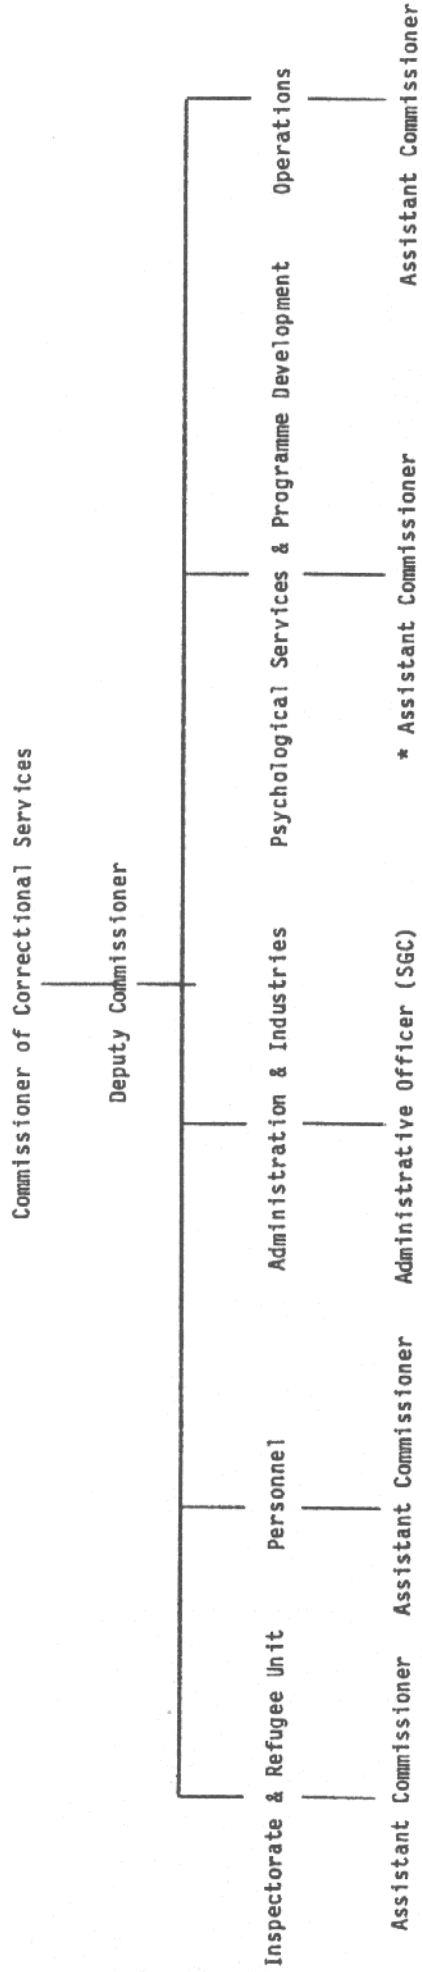 Commissioner of Correctional Services
Deputy Commissioner
Inspectorate & Refugee Unit
Personnel
Administration & Industries
Psychological Services & Programme Development
Operations
Assistant Commissioner
Assistant Commissioner
Administrative Officer (SGC)
* Assistant Commissioner
Assistant Commissioner